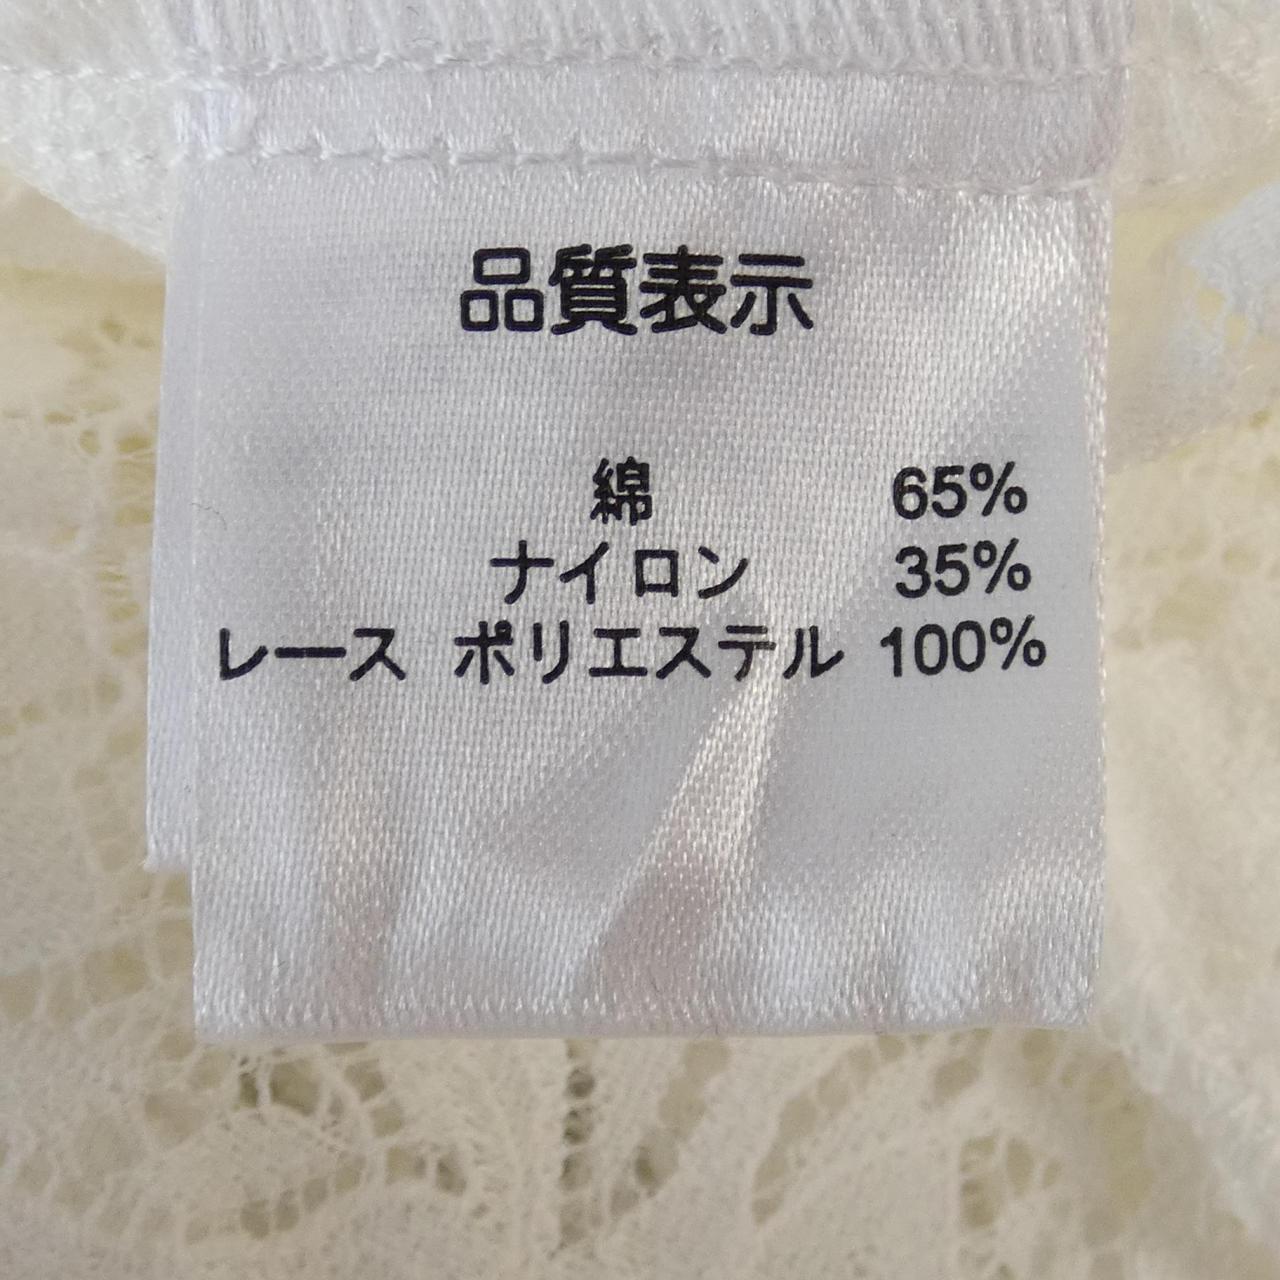 品質表示
綿 65%
ナイロン 35%
レース ポリエステル 100%